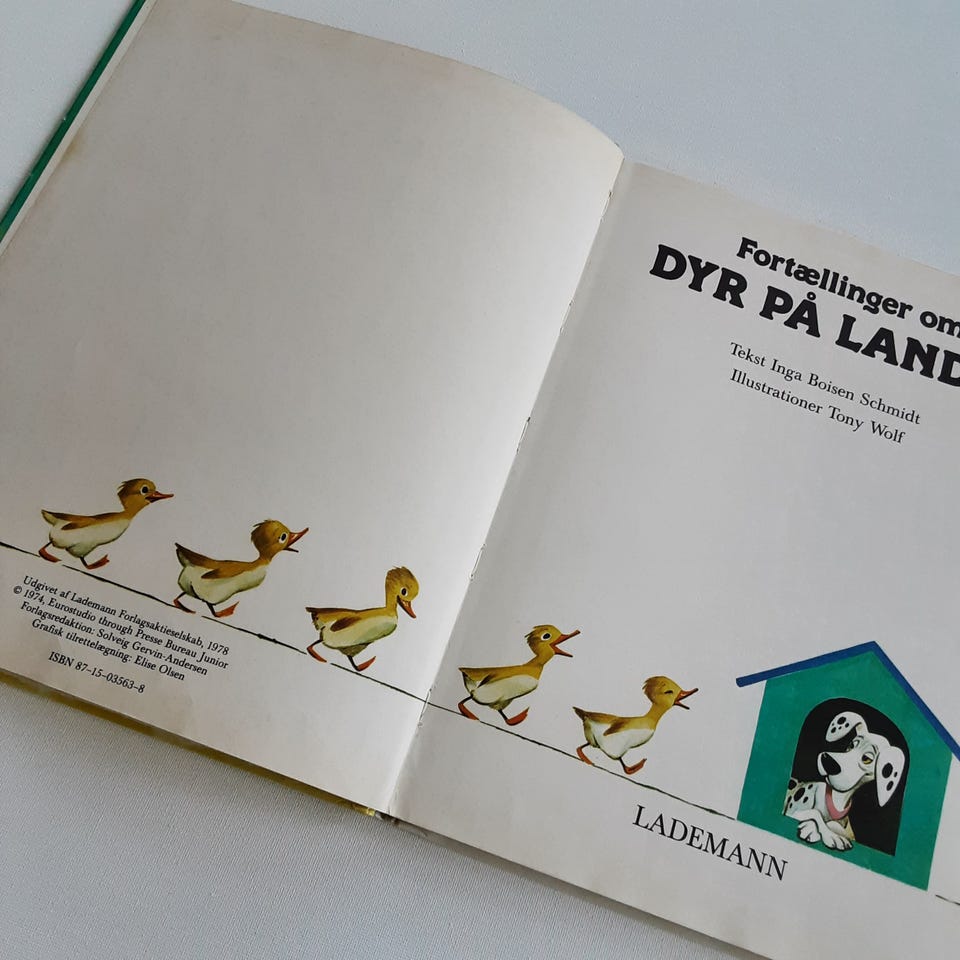 Udgivet af Lademann Forlagsaktieselskab, 1978
© 1974, Eurostudio through Presse Bureau Junior
Forlagsredaktion: Solveig Gervin-Andersen
Grafisk tilrettelægning: Elise Olsen
ISBN 87-15-03563-8
Fortællinger om
DYR PÅ LAND
Tekst Inga Boisen Schmidt
Illustrationer Tony Wolf
LADEMANN